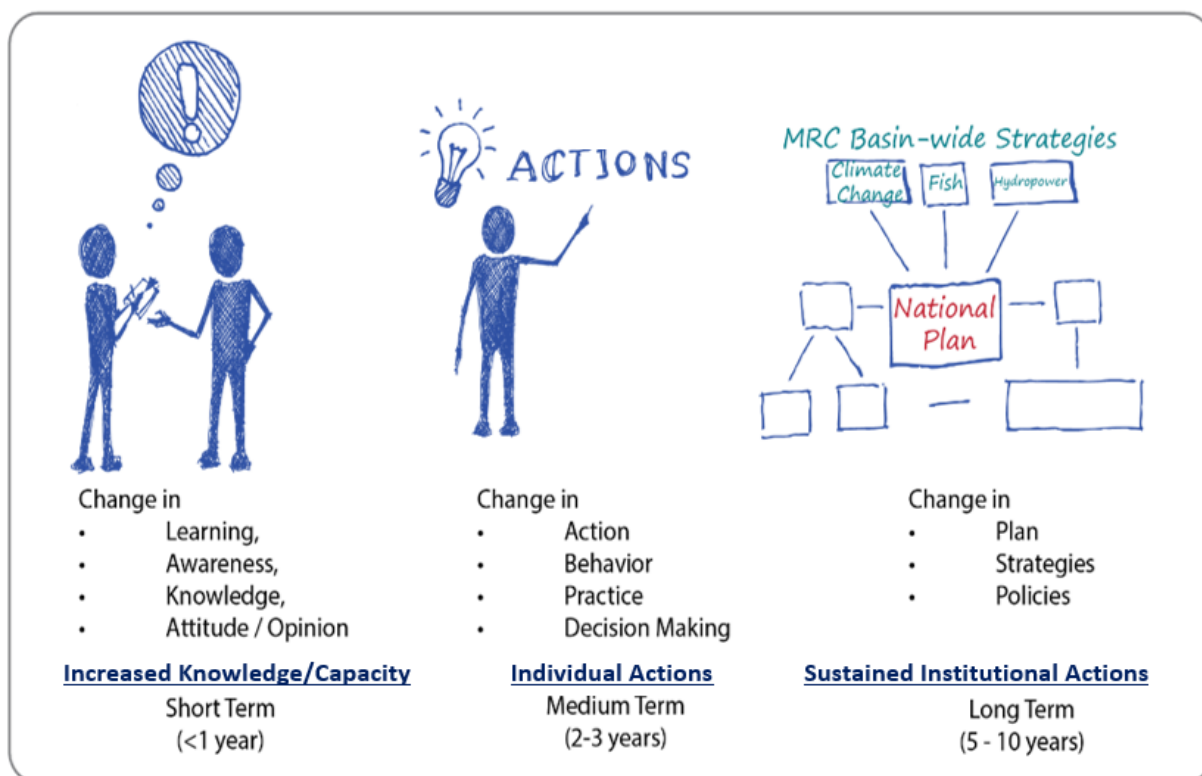 ACTIONS
MRC Basin-wide Strategies
Climate
Change
Fish
Hydropower
National
Plan
Change in
• Learning,
• Awareness,
• Knowledge,
• Attitude / Opinion
Increased Knowledge/Capacity
Short Term
(<1 year)
Change in
• Action
• Behavior
• Practice
• Decision Making
Individual Actions
Medium Term
(2-3 years)
Change in
• Plan
• Strategies
• Policies
Sustained Institutional Actions
Long Term
(5 - 10 years)